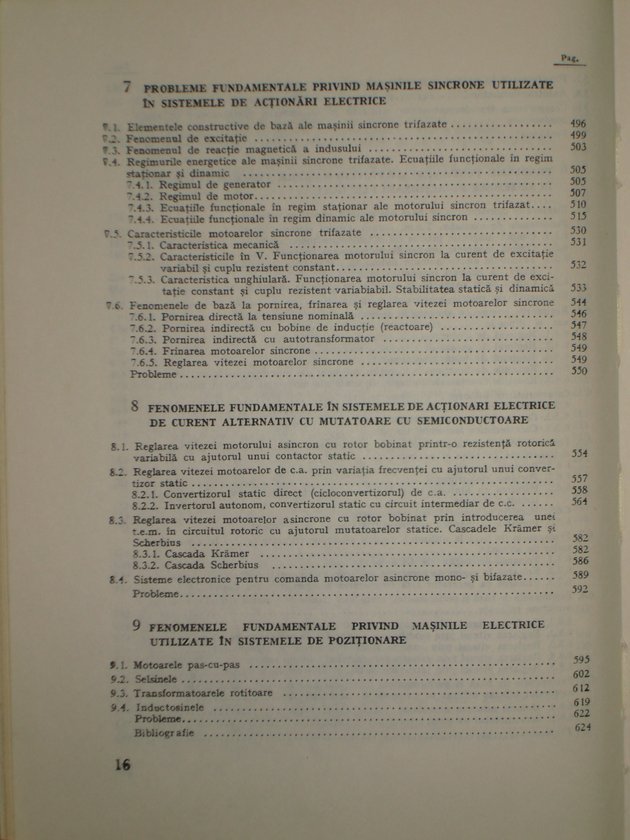 Pag.
7 PROBLEME FUNDAMENTALE PRIVIND MAȘINILE SINCRONE UTILIZATE
ÎN SISTEMELE DE ACȚIONĂRI ELECTRICE
7.1. Elementele constructive de bază ale mașinii sincrone trifazate .................. 496
7.2. Fenomenul de excitație .................. 499
7.3. Fenomenul de reacție magnetică a indusului .................. 503
7.4. Regimurile energetice ale mașinii sincrone trifazate. Ecuațiile funcționale în regim
staționar și dinamic .................. 505
7.4.1. Regimul de generator .................. 505
7.4.2. Regimul de motor .................. 507
7.4.3. Ecuațiile funcționale în regim staționar ale motorului sincron trifazat .... 510
7.4.4. Ecuațiile funcționale în regim dinamic ale motorului sincron .................. 515
7.5. Caracteristicile motoarelor sincrone trifazate .................. 530
7.5.1. Caracteristica mecanică .................. 531
7.5.2. Caracteristicile în V. Funcționarea motorului sincron la curent de excitație
variabil și cuplu rezistent constant .................. 532
7.5.3. Caracteristica unghiulară. Funcționarea motorului sincron la curent de exci-
tație constant și cuplu rezistent variabiabil. Stabilitatea statică și dinamică 533
7.6. Fenomenele de bază la pornirea, frînarea și reglarea vitezei motoarelor sincrone 544
7.6.1. Pornirea directă la tensiune nominală .................. 546
7.6.2. Pornirea indirectă cu bobine de inducție (reactoare) .................. 547
7.6.3. Pornirea indirectă cu autotransformator .................. 548
7.6.4. Frînarea motoarelor sincrone .................. 549
7.6.5. Reglarea vitezei motoarelor sincrone .................. 549
Probleme .................. 550
8 FENOMENELE FUNDAMENTALE ÎN SISTEMELE DE ACȚIONARI ELECTRICE
DE CURENT ALTERNATIV CU MUTATOARE CU SEMICONDUCTOARE
8.1. Reglarea vitezei motorului asincron cu rotor bobinat printr-o rezistență rotorică
variabilă cu ajutorul unui contactor static .................. 554
8.2. Reglarea vitezei motoarelor de c.a. prin variația frecvenței cu ajutorul unui conver-
tizor static .................. 557
8.2.1. Convertizorul static direct (cicloconvertizorul) de c.a. .................. 558
8.2.2. Invertorul autonom, convertizorul static cu circuit intermediar de c.c. ...... 564
8.3. Reglarea vitezei motoarelor asincrone cu rotor bobinat prin introducerea unei
t.e.m. în circuitul rotoric cu ajutorul mutatoarelor statice. Cascadele Krämer și
Scherbius .................. 582
8.3.1. Cascada Krämer .................. 582
8.3.2. Cascada Scherbius .................. 586
8.4. Sisteme electronice pentru comanda motoarelor asincrone mono- și bifazate ...... 589
Probleme .................. 592
9 FENOMENELE FUNDAMENTALE PRIVIND MAȘINILE ELECTRICE
UTILIZATE ÎN SISTEMELE DE POZIȚIONARE
9.1. Motoarele pas-cu-pas .................. 595
9.2. Selsinele .................. 602
9.3. Transformatoarele rotitoare .................. 612
9.4. Inductosinele .................. 619
Probleme .................. 622
Bibliografie .................. 624
16